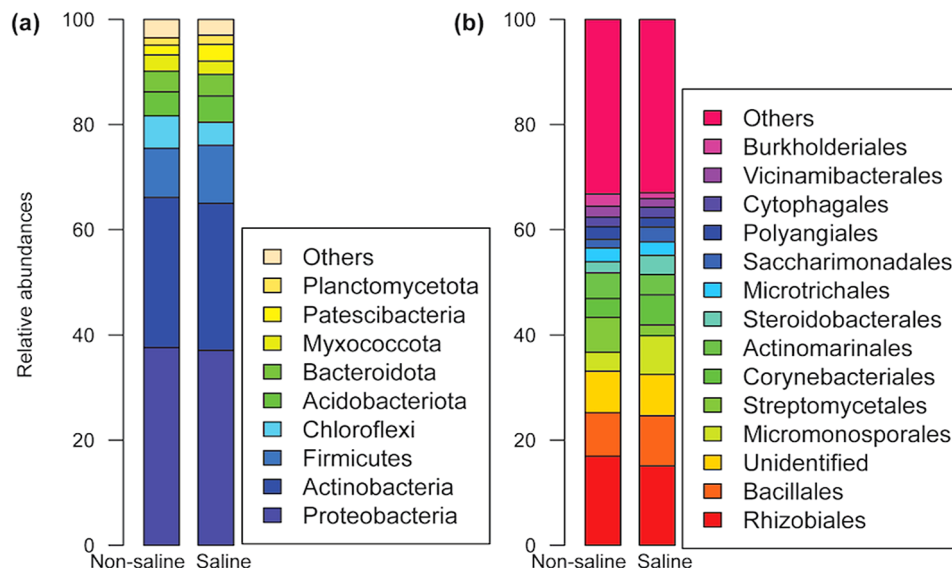 (a)
Relative abundances
100
80
60
40
20
0
Non-saline Saline
Others
Planctomycetota
Patescibacteria
Myxococcota
Bacteroidota
Acidobacteriota
Chloroflexi
Firmicutes
Actinobacteria
Proteobacteria
(b)
100
80
60
40
20
0
Non-saline Saline
Others
Burkholderiales
Vicinamibacterales
Cytophagales
Polyangiales
Saccharimonadales
Microtrichales
Steroidobacterales
Actinomarinales
Corynebacteriales
Streptomycetales
Micromonosporales
Unidentified
Bacillales
Rhizobiales